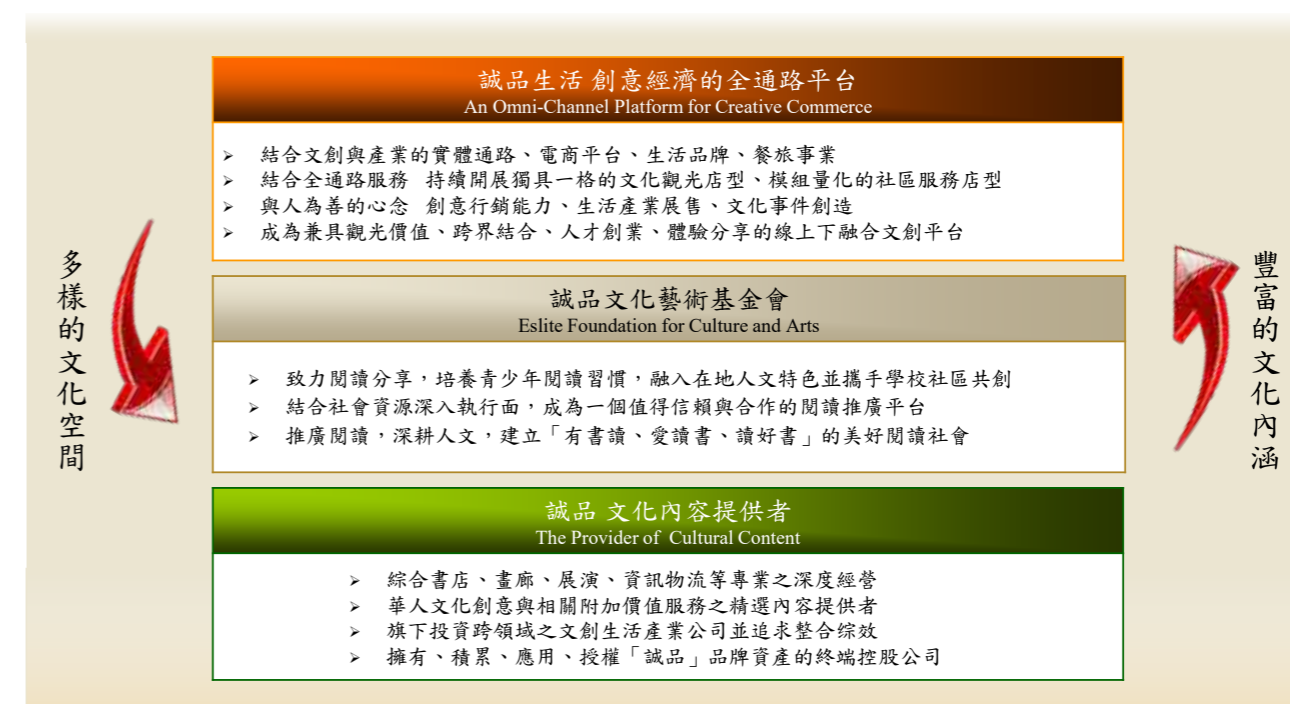 誠品生活 創意經濟的全通路平台
An Omni-Channel Platform for Creative Commerce
➢ 結合文創與產業的實體通路、電商平台、生活品牌、餐旅事業
➢ 結合全通路服務 持續開展獨具一格的文化觀光店型、模組量化的社區服務店型
➢ 與人為善的心念 創意行銷能力、生活產業展售、文化事件創造
➢ 成為兼具觀光價值、跨界結合、人才創業、體驗分享的線上下融合文創平台
多樣的文化空間
誠品文化藝術基金會
Eslite Foundation for Culture and Arts
➢ 致力閱讀分享，培養青少年閱讀習慣，融入在地人文特色並攜手學校社區共創
➢ 結合社會資源深入執行面，成為一個值得信賴與合作的閱讀推廣平台
➢ 推廣閱讀，深耕人文，建立「有書讀、愛讀書、讀好書」的美好閱讀社會
豐富的文化內涵
誠品 文化內容提供者
The Provider of Cultural Content
➢ 綜合書店、畫廊、展演、資訊物流等專業之深度經營
➢ 華人文化創意與相關附加價值服務之精選內容提供者
➢ 旗下投資跨領域之文創生活產業公司並追求整合综效
➢ 擁有、積累、應用、授權「誠品」品牌資產的終端控股公司